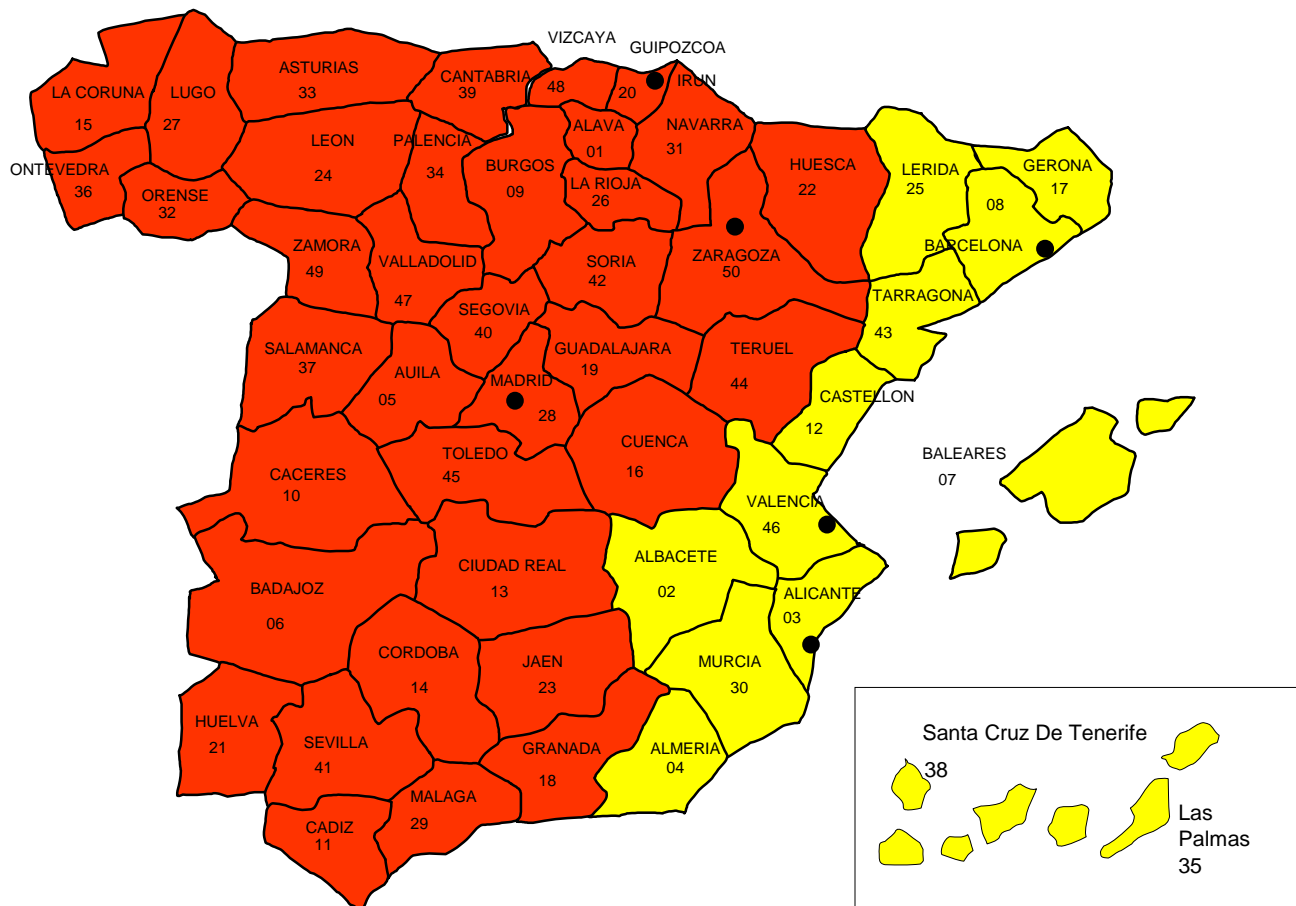 VIZCAYA
GUIPOZCOA
ASTURIAS
33
CANTABRIA
39
48
20
IRUN
LA CORUNA
15
LUGO
27
LEON
24
PALENCIA
34
BURGOS
09
ALAVA
01
NAVARRA
31
LA RIOJA
26
HUESCA
22
LERIDA
25
GERONA
17
08
BARCELONA
ONTEVEDRA
36
ORENSE
32
ZAMORA
49
VALLADOLID
47
SORIA
42
ZARAGOZA
50
TARRAGONA
43
SEGOVIA
40
SALAMANCA
37
AUILA
05
MADRID
28
GUADALAJARA
19
TERUEL
44
CASTELLON
12
CACERES
10
TOLEDO
45
CUENCA
16
BALEARES
07
VALENCIA
46
BADAJOZ
06
CIUDAD REAL
13
ALBACETE
02
ALICANTE
03
CORDOBA
14
JAEN
23
MURCIA
30
HUELVA
21
SEVILLA
41
GRANADA
18
ALMERIA
04
MALAGA
29
CADIZ
11
Santa Cruz De Tenerife
38
Las
Palmas
35